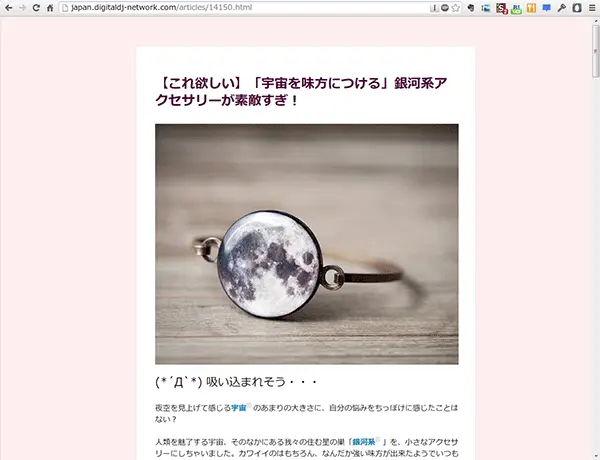 japan.digitaldj-network.com/articles/14150.html
【これ欲しい】「宇宙を味方につける」銀河系ア
クセサリーが素敵すぎ！
(*´Д`*) 吸い込まれそう・・・
夜空を見上げて感じる宇宙 のあまりの大きさに、自分の悩みをちっぽけに感じたことは
ない？
人類を魅了する宇宙、そのなかにある我々の住む星の巣「銀河系 」を、小さなアクセサ
リーにしちゃいました。カワイイのはもちろん、なんだか強い味方が出来たようでいつも